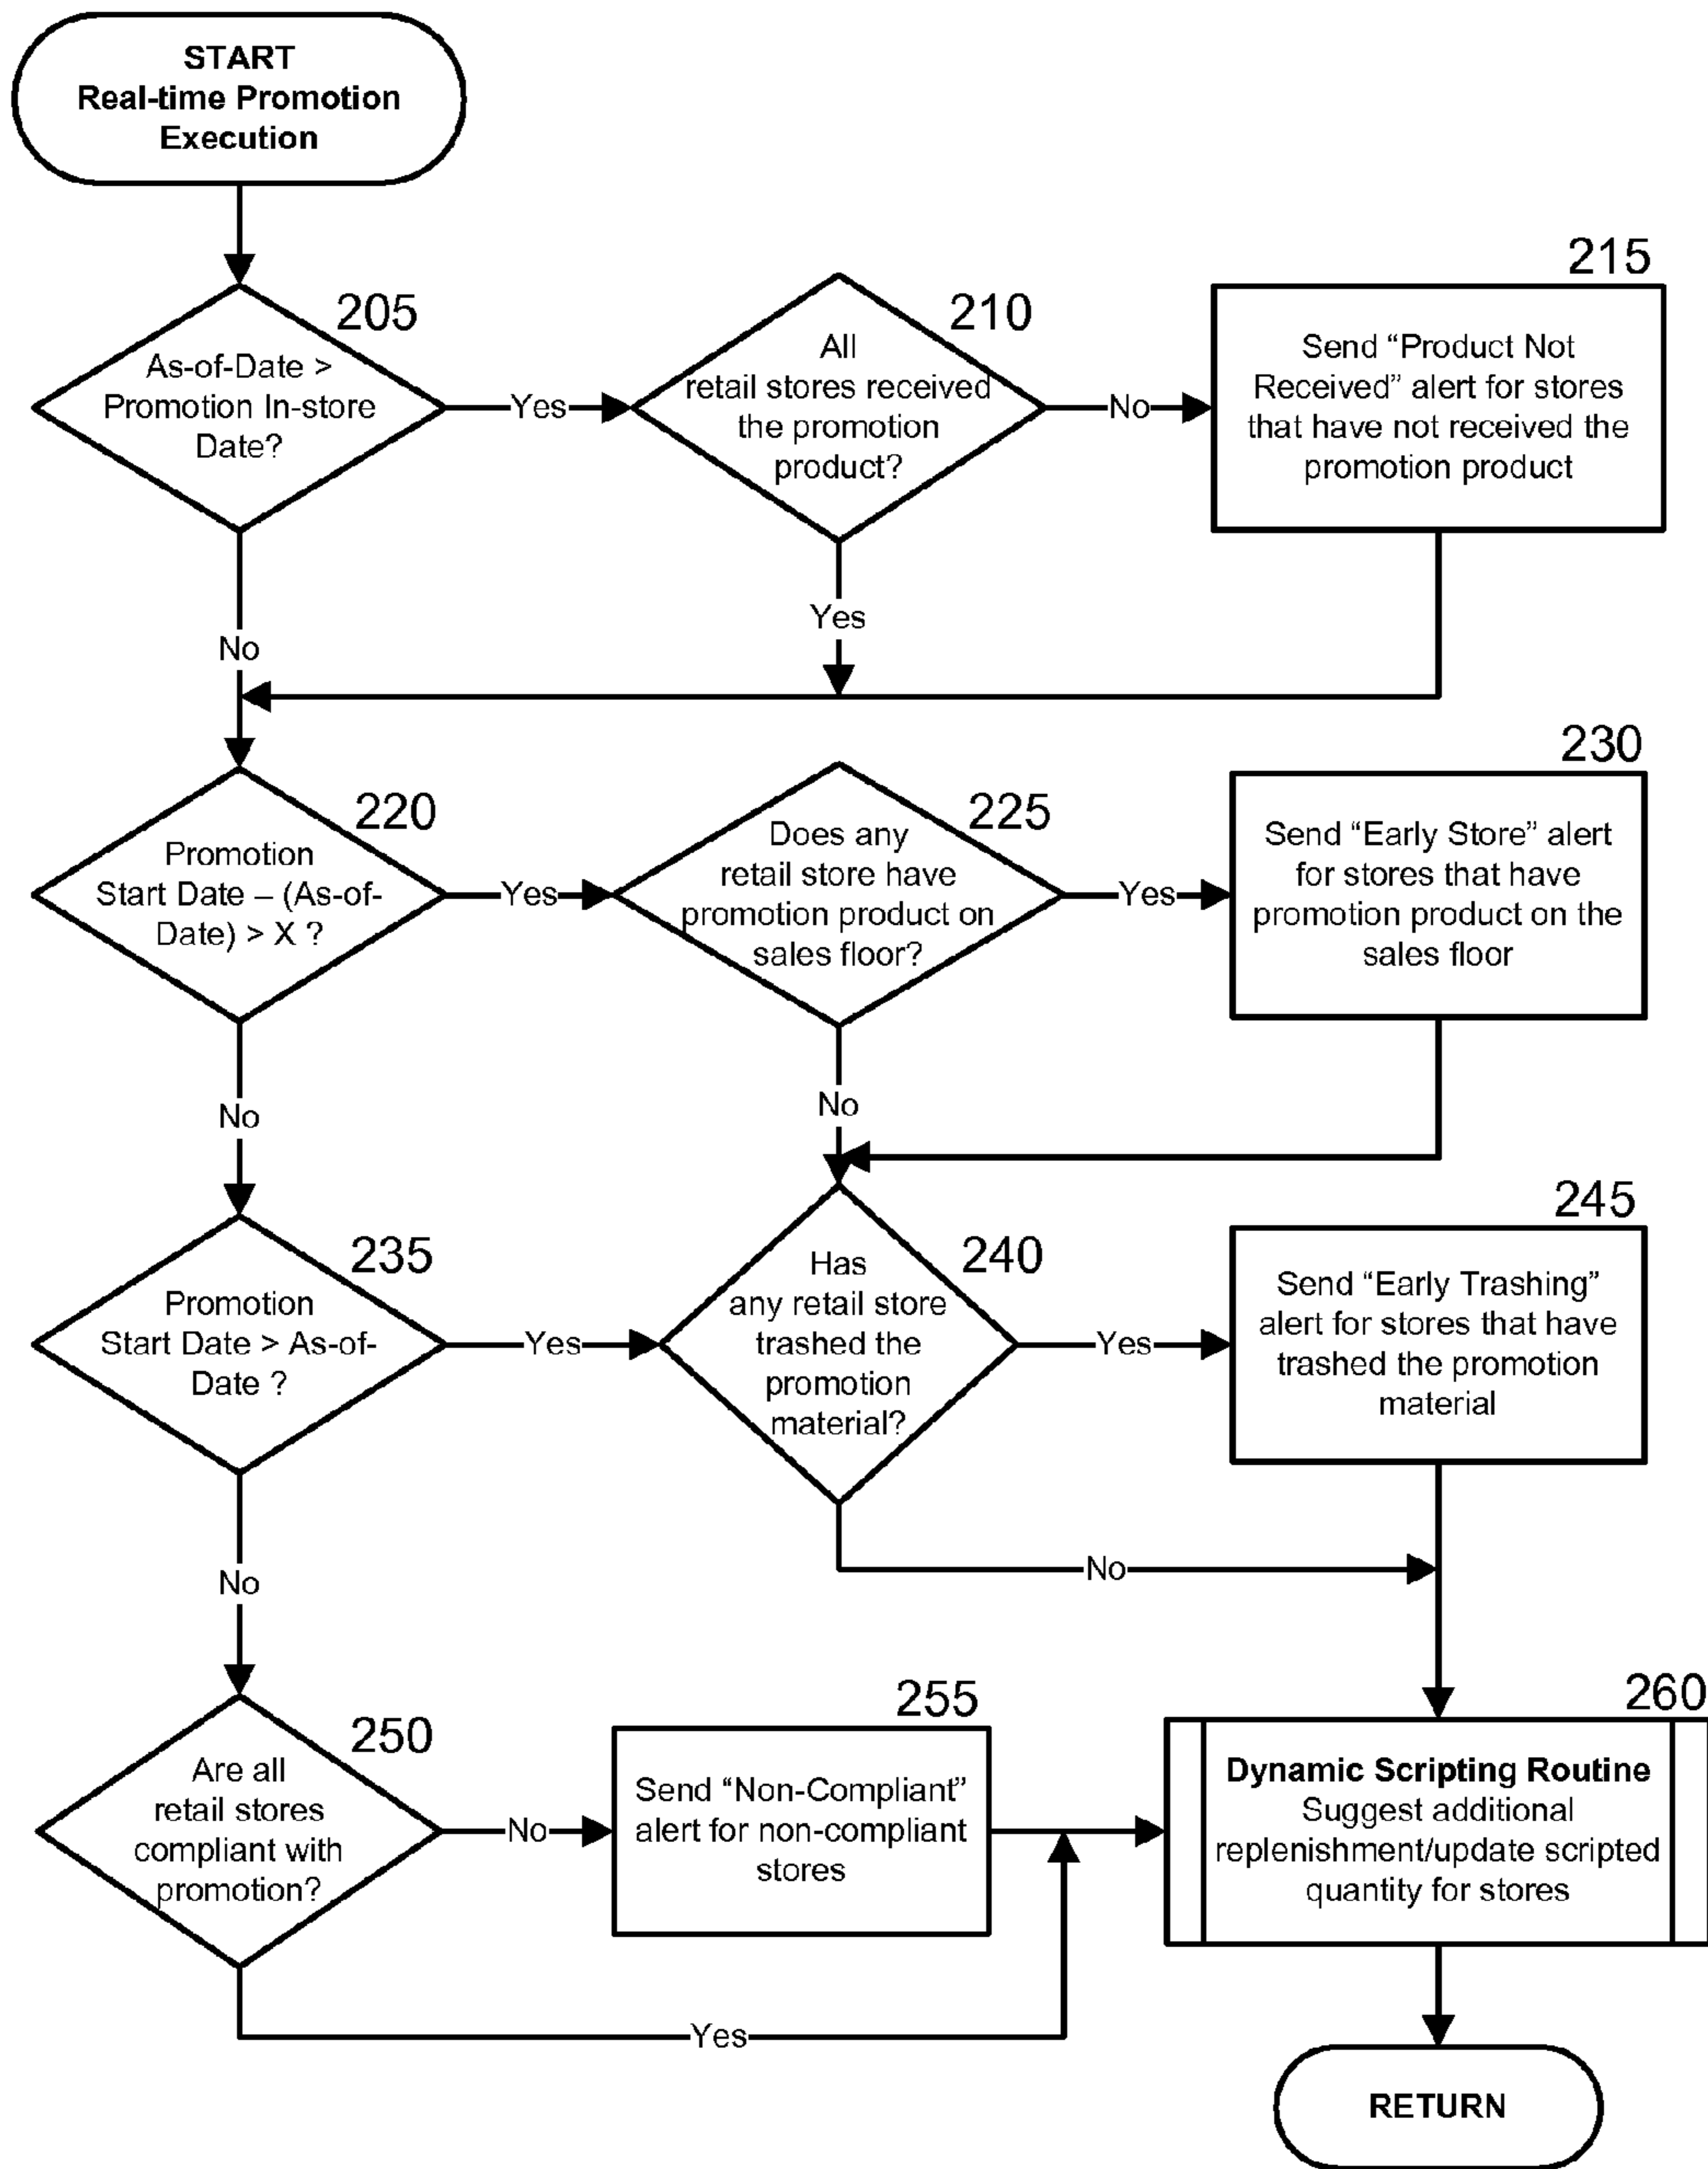 START
Real-time Promotion
Execution
205
As-of-Date >
Promotion In-store
Date?
Yes
No
210
All
retail stores received
the promotion
product?
No
Yes
215
Send “Product Not
Received” alert for stores
that have not received the
promotion product
220
Promotion
Start Date – (As-of-
Date) > X ?
Yes
No
225
Does any
retail store have
promotion product on
sales floor?
Yes
No
230
Send “Early Store” alert
for stores that have
promotion product on the
sales floor
235
Promotion
Start Date > As-of-
Date ?
Yes
No
240
Has
any retail store
trashed the
promotion
material?
Yes
No
245
Send “Early Trashing”
alert for stores that have
trashed the promotion
material
250
Are all
retail stores
compliant with
promotion?
No
Yes
255
Send “Non-Compliant”
alert for non-compliant
stores
260
Dynamic Scripting Routine
Suggest additional
replenishment/update scripted
quantity for stores
RETURN